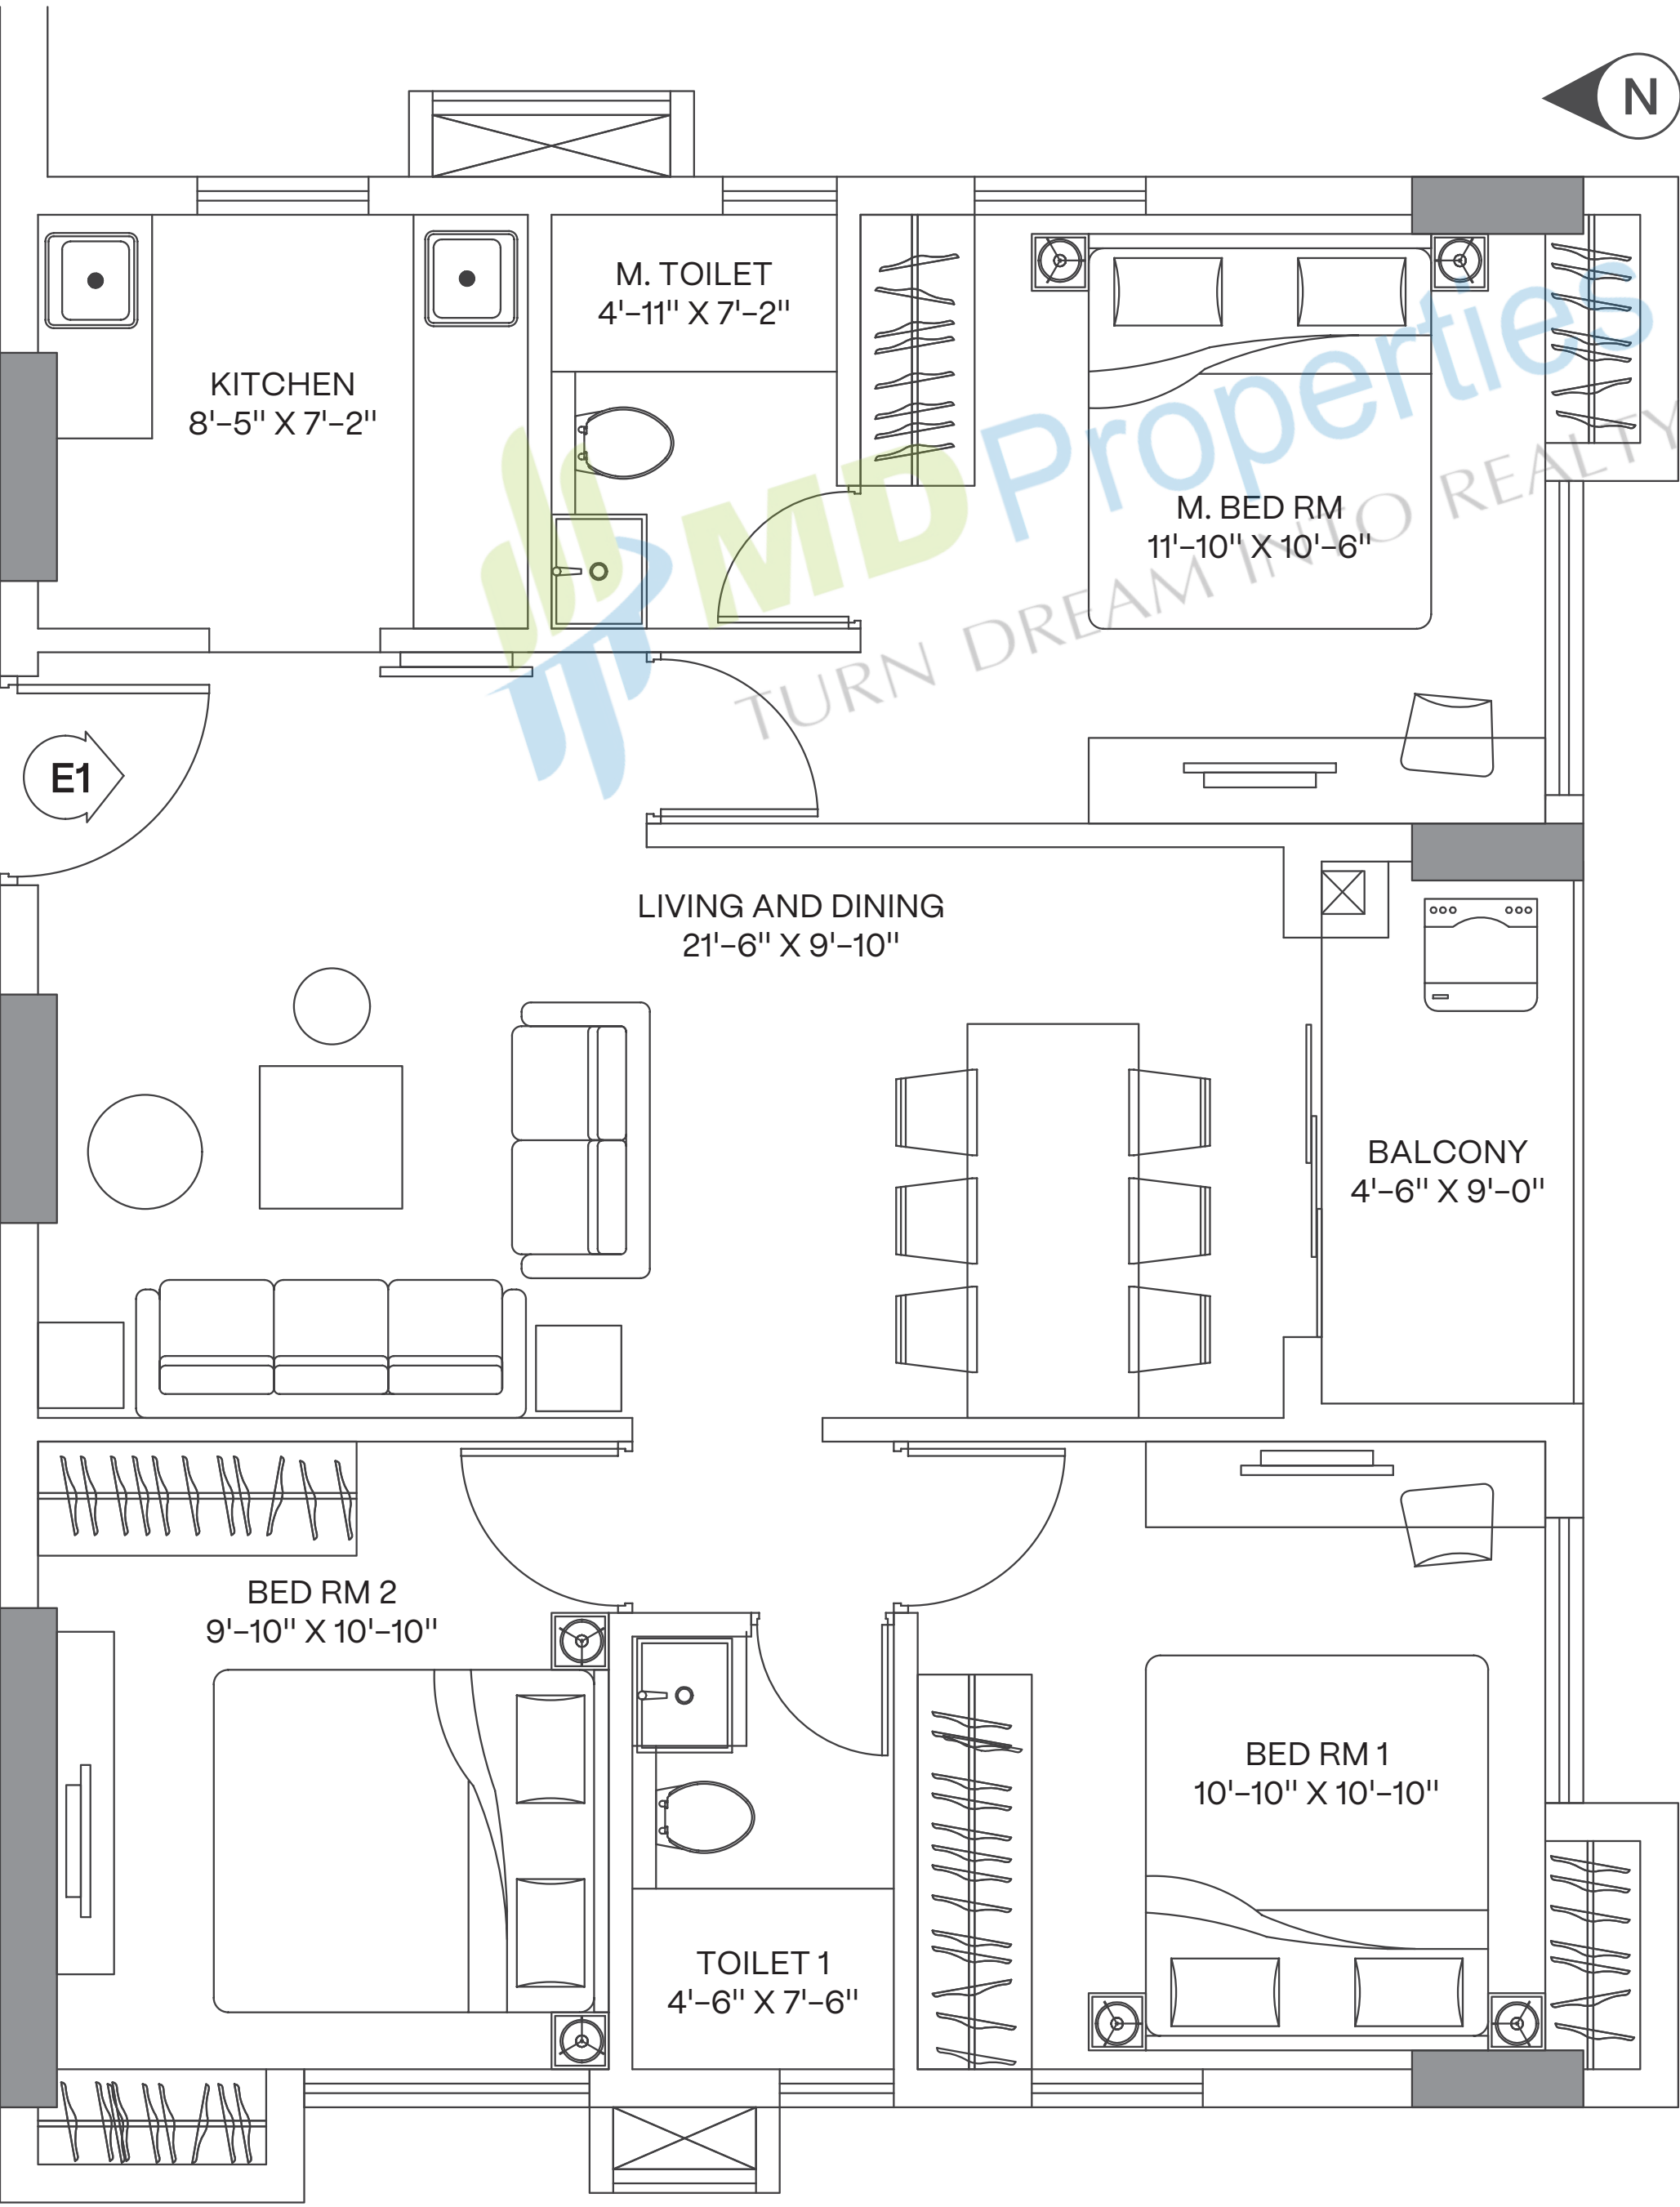 N
M. TOILET
4'-11" X 7'-2"
KITCHEN
8'-5" X 7'-2"
MD Properties
TURN DREAM INTO REALTY
M. BED RM
11'-10" X 10'-6"
E1
LIVING AND DINING
21'-6" X 9'-10"
BALCONY
4'-6" X 9'-0"
BED RM 2
9'-10" X 10'-10"
BED RM 1
10'-10" X 10'-10"
TOILET 1
4'-6" X 7'-6"